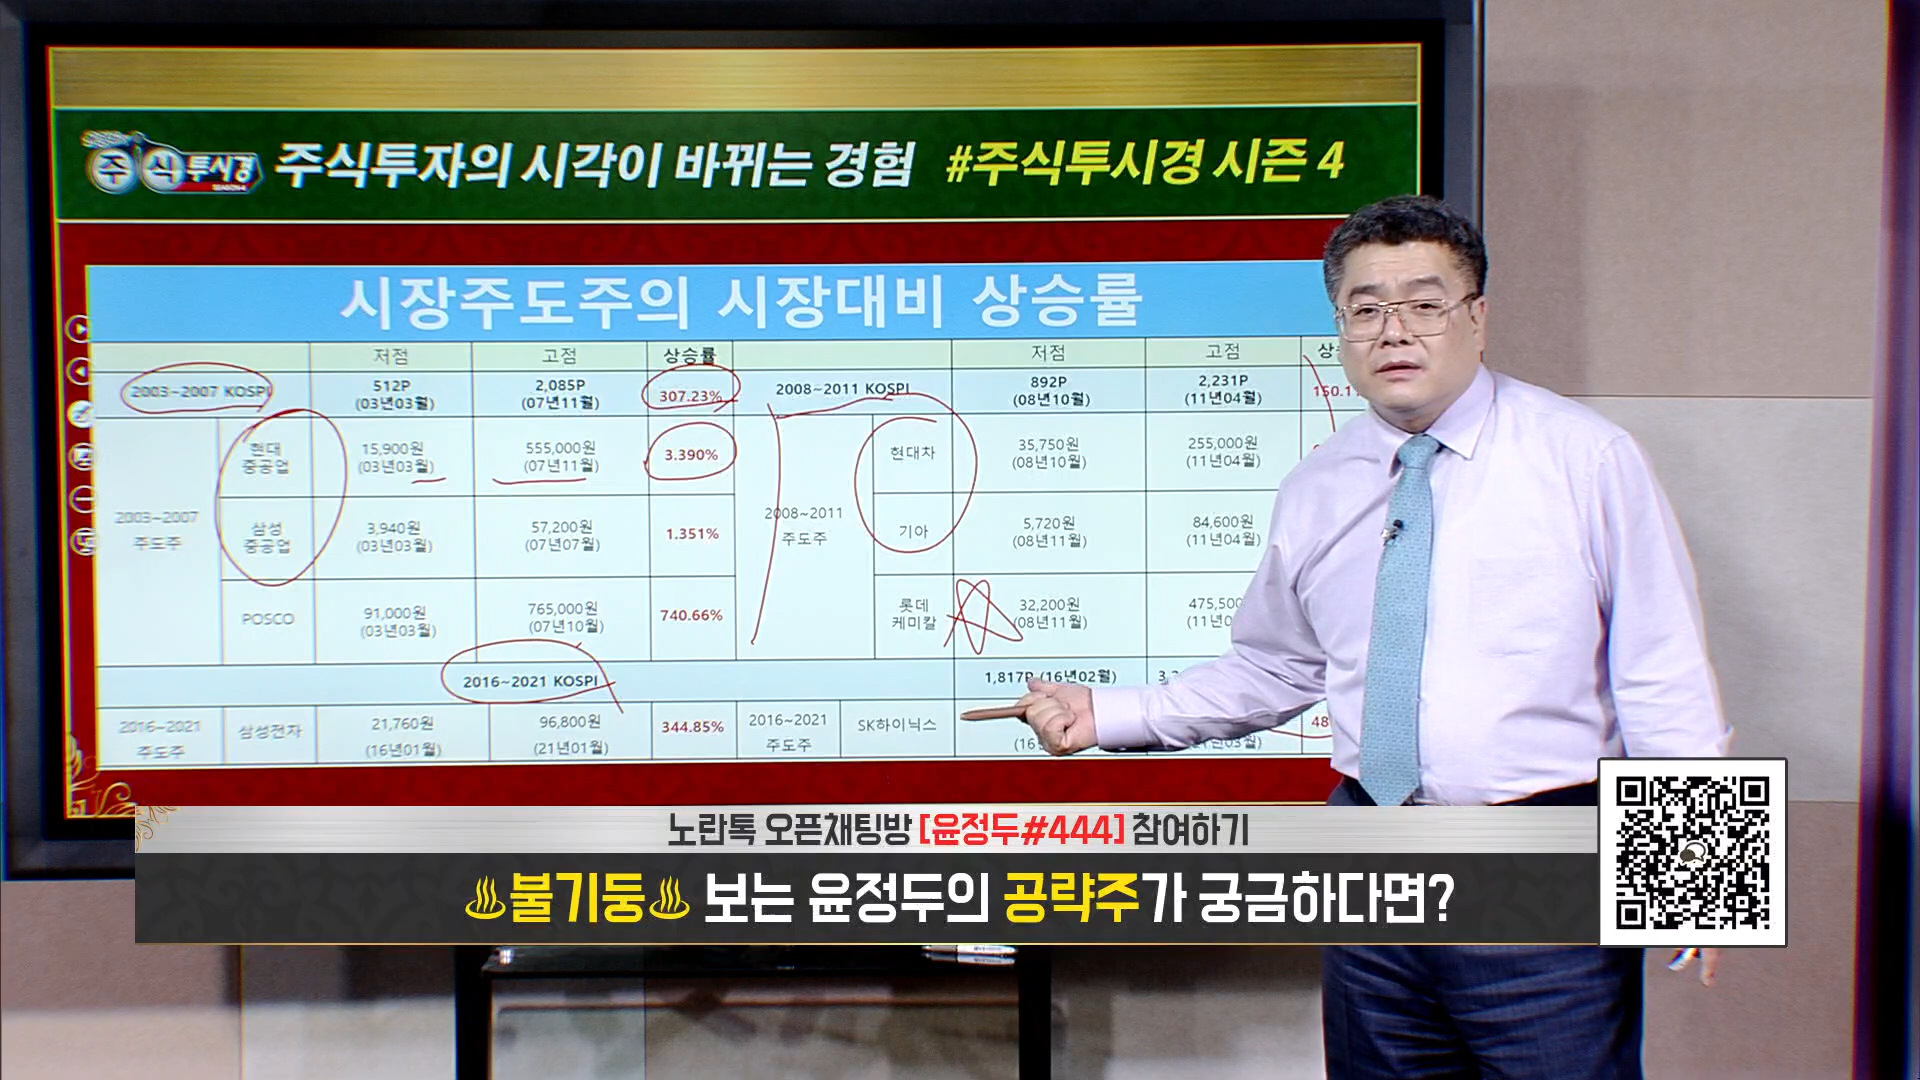 주식투시경
주식투자의 시각이 바뀌는 경험 #주식투시경 시즌 4
시장주도주의 시장대비 상승률
저점 고점 상승률 저점 고점
2003~2007 KOSPI 512P (03년03월) 2,085P (07년11월) 307.23% 2008~2011 KOSPI 892P (08년10월) 2,231P (11년04월)
2003~2007 주도주 현대 중공업 15,900원 (03년03월) 555,000원 (07년11월) 3.390% 2008~2011 주도주 현대차 35,750원 (08년10월) 255,000원 (11년04월)
삼성 중공업 3,940원 (03년03월) 57,200원 (07년07월) 1.351% 기아 5,720원 (08년11월) 84,600원 (11년04월)
POSCO 91,000원 (03년03월) 765,000원 (07년10월) 740.66% 롯데 케미칼 32,200원 (08년11월)
2016~2021 KOSPI 1,817P (16년02월)
2016~2021 주도주 삼성전자 21,760원 (16년01월) 96,800원 (21년01월) 344.85% 2016~2021 주도주 SK하이닉스
노란톡 오픈채팅방 [윤정두#444] 참여하기
♨불기둥♨ 보는 윤정두의 공략주가 궁금하다면?